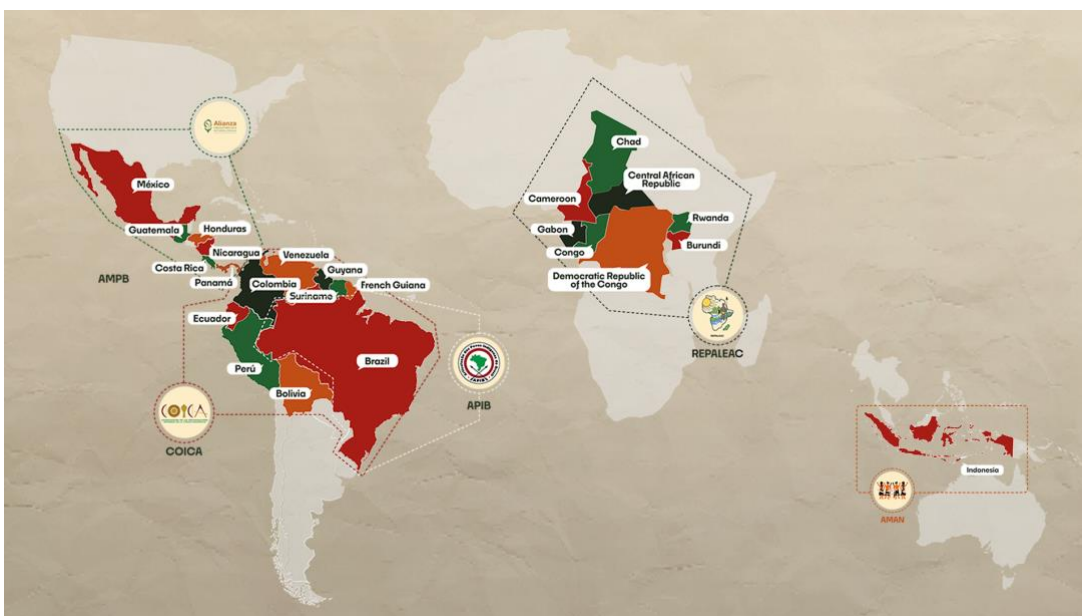 Alianza
México
Guatemala
Honduras
Nicaragua
Costa Rica
Panamá
AMPB
Venezuela
Guyana
Colombia
Suriname
French Guiana
Ecuador
Perú
Brazil
Bolivia
COICA
COICA
APIB
Chad
Central African
Republic
Cameroon
Gabon
Congo
Rwanda
Burundi
Democratic Republic
of the Congo
REPALEAC
Indonesia
AMAN